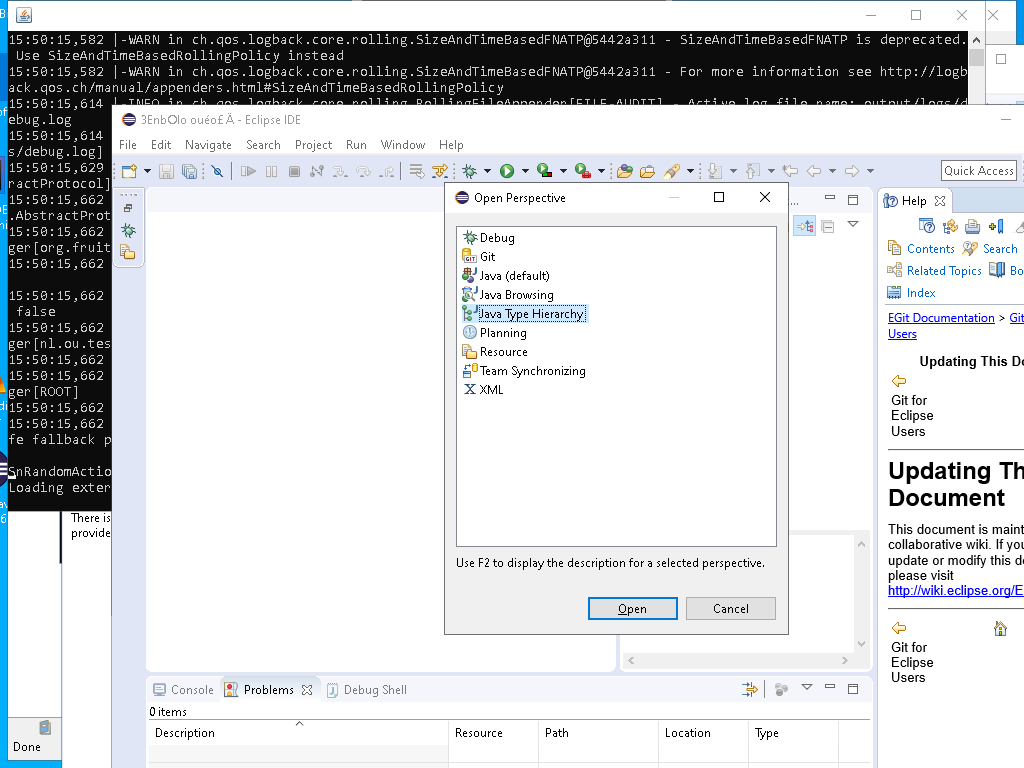 15:50:15,582 |-WARN in ch.qos.logback.core.rolling.SizeAndTimeBasedFNATP@5442a311 - SizeAndTimeBasedFNATP is deprecated.
Use SizeAndTimeBasedRollingPolicy instead
15:50:15,582 |-WARN in ch.qos.logback.core.rolling.SizeAndTimeBasedFNATP@5442a311 - For more information see http://logb
ack.qos.ch/manual/appenders.html#SizeAndTimeBasedRollingPolicy
15:50:15,614 |-INFO in ch.qos.logback.core.rolling.RollingFileAppender[FILE-AUDIT] - Active log file name: output/logs/d
ebug.log
15:50:15,614
s/debug.log]
15:50:15,629
ractProtocol]
15:50:15,662
.AbstractProt
15:50:15,662
ger[org.fruit
15:50:15,662
15:50:15,662
false
15:50:15,662
ger[nl.ou.tes
15:50:15,662
15:50:15,662
ger[ROOT]
15:50:15,662
15:50:15,662
fe fallback p
SnRandomActio
Loading exter
There is
provide
Done
3EnbOlo ouéo£Ä - Eclipse IDE
File Edit Navigate Search Project Run Window Help
Quick Access
Open Perspective
Debug
Git
Java (default)
Java Browsing
Java Type Hierarchy
Planning
Resource
Team Synchronizing
XML
Use F2 to display the description for a selected perspective.
Open Cancel
Help
Contents Search
Related Topics Bo
Index
EGit Documentation > Git
Users
Updating This Do
Git for
Eclipse
Users
Updating Th
Document
This document is maint
collaborative wiki. If you
update or modify this do
please visit
http://wiki.eclipse.org/E
Git for
Eclipse
Users
Console Problems Debug Shell
0 items
Description Resource Path Location Type